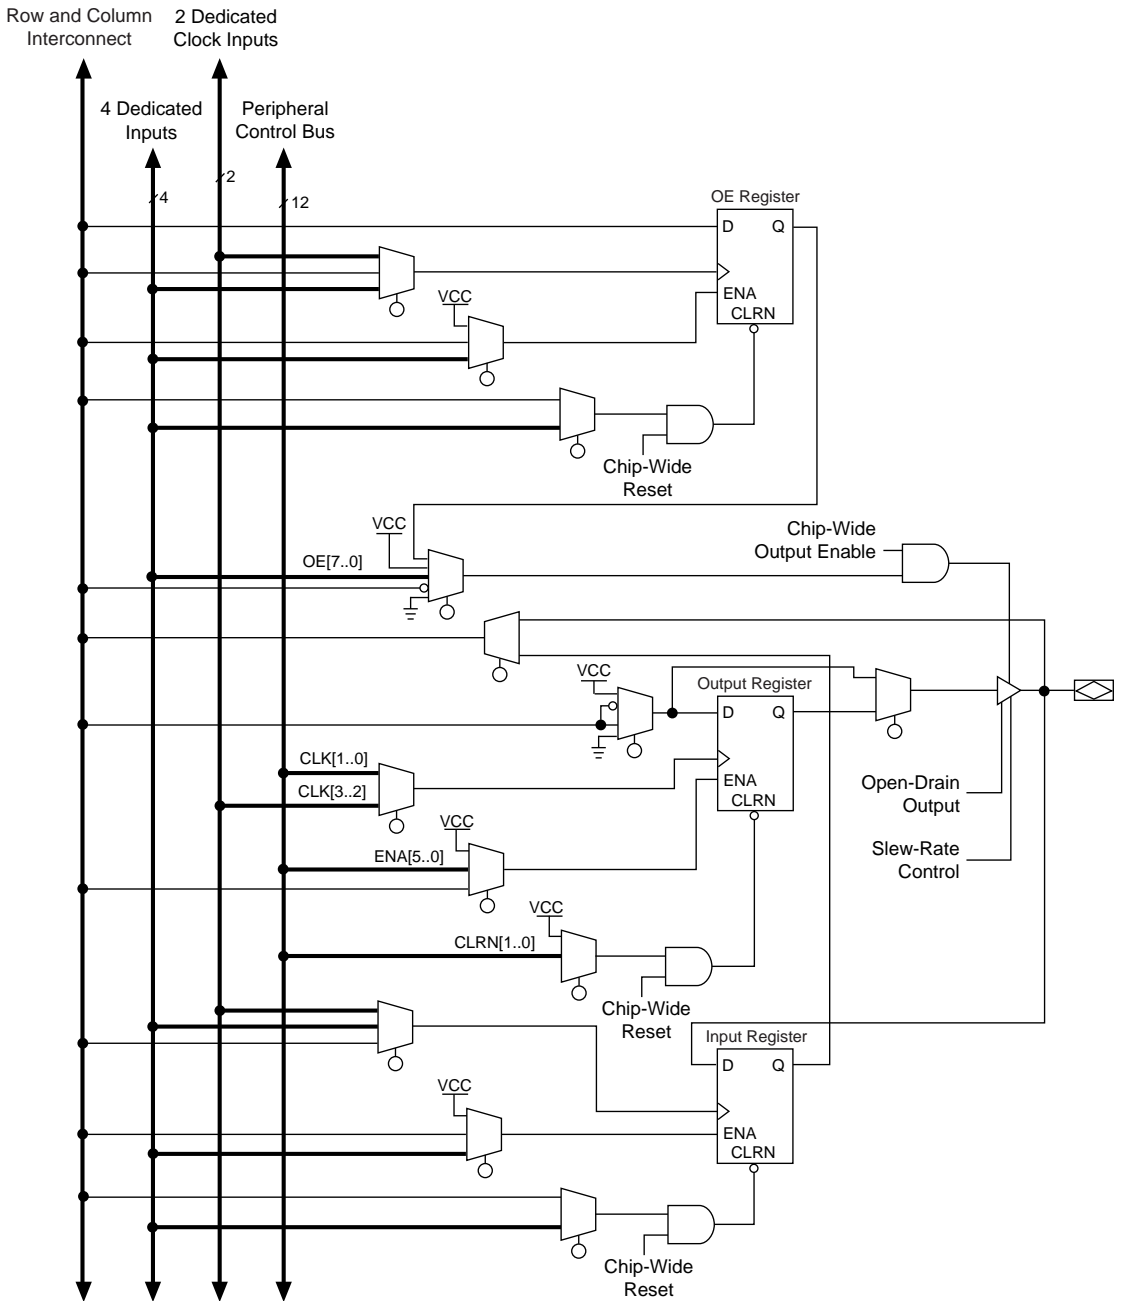 Row and Column
Interconnect
2 Dedicated
Clock Inputs
4 Dedicated
Inputs
Peripheral
Control Bus
2
4
12
OE Register
D Q
ENA
CLRN
VCC
Chip-Wide
Reset
VCC
OE[7..0]
Chip-Wide
Output Enable
VCC
Output Register
D Q
ENA
CLRN
CLK[1..0]
CLK[3..2]
Open-Drain
Output
VCC
ENA[5..0]
Slew-Rate
Control
VCC
CLRN[1..0]
Chip-Wide
Reset
Input Register
D Q
VCC
ENA
CLRN
Chip-Wide
Reset